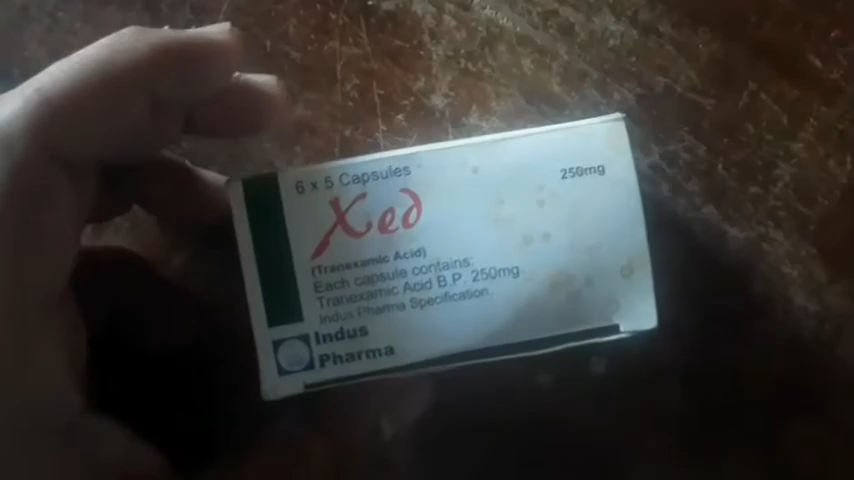 6 x 5 Capsules
250mg
Xed
(Tranexamic Acid)
Each capsule contains:
Tranexamic Acid B.P. 250mg
Indus Pharma Specification.
Indus
Pharma